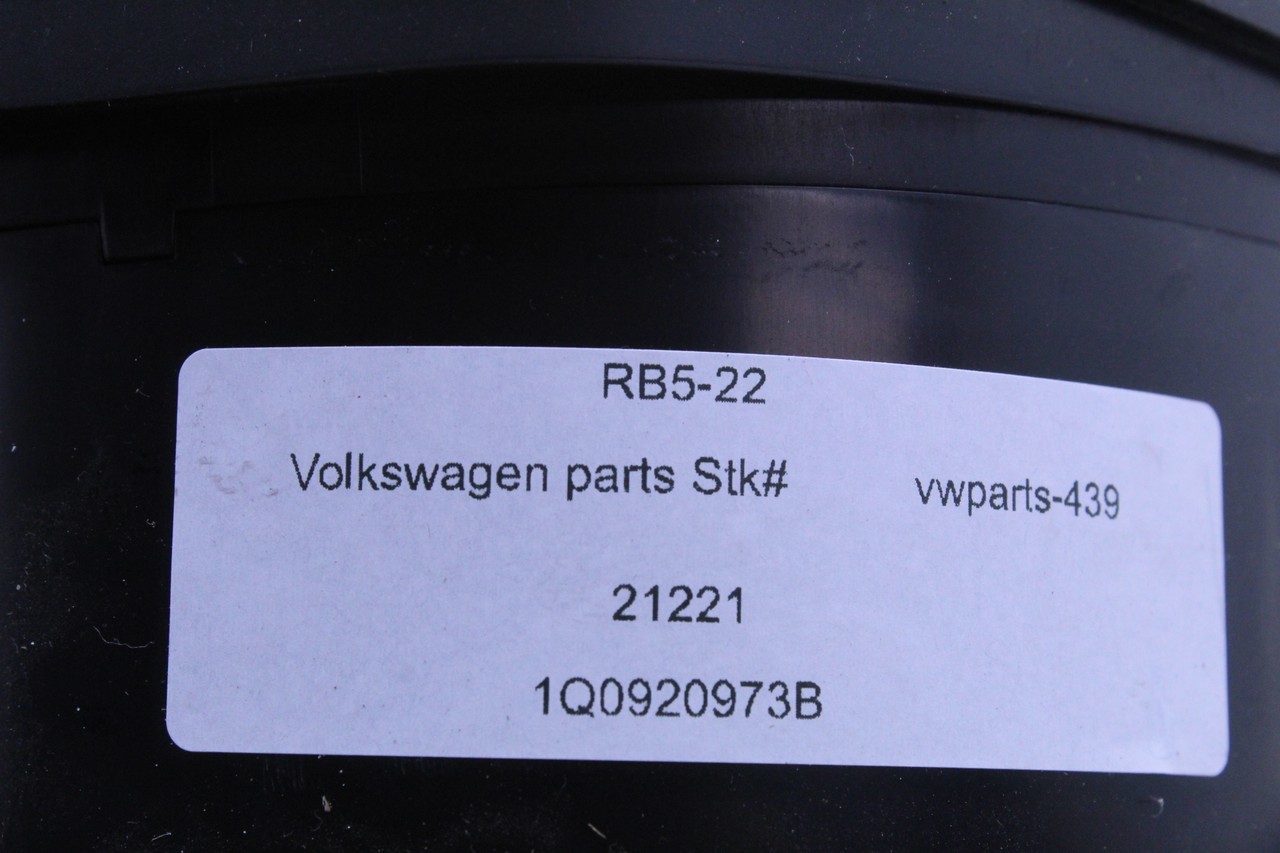 RB5-22
Volkswagen parts Stk# vwparts-439
21221
1Q0920973B